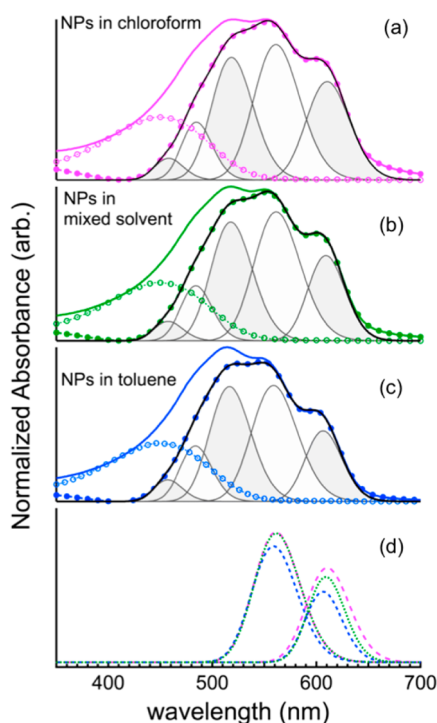 NPs in chloroform
(a)
NPs in
mixed solvent
(b)
NPs in toluene
(c)
(d)
Normalized Absorbance (arb.)
400 500 600 700
wavelength (nm)